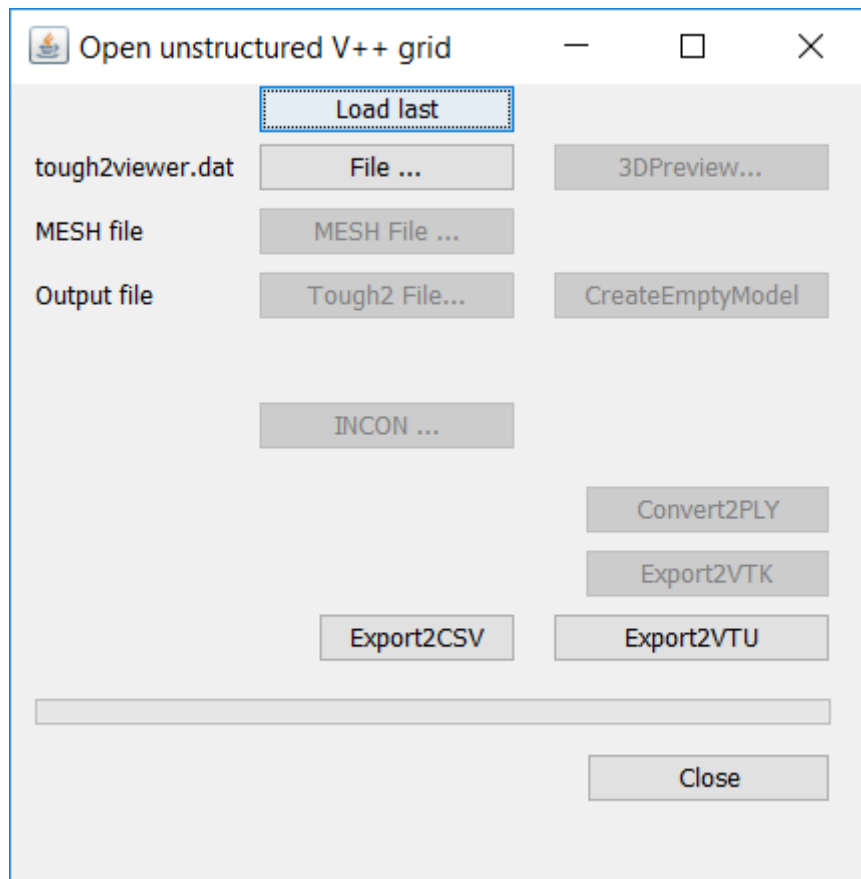 Open unstructured V++ grid
Load last
tough2viewer.dat File ... 3DPreview...
MESH file MESH File ...
Output file Tough2 File... CreateEmptyModel
INCON ...
Convert2PLY
Export2VTK
Export2CSV Export2VTU
Close